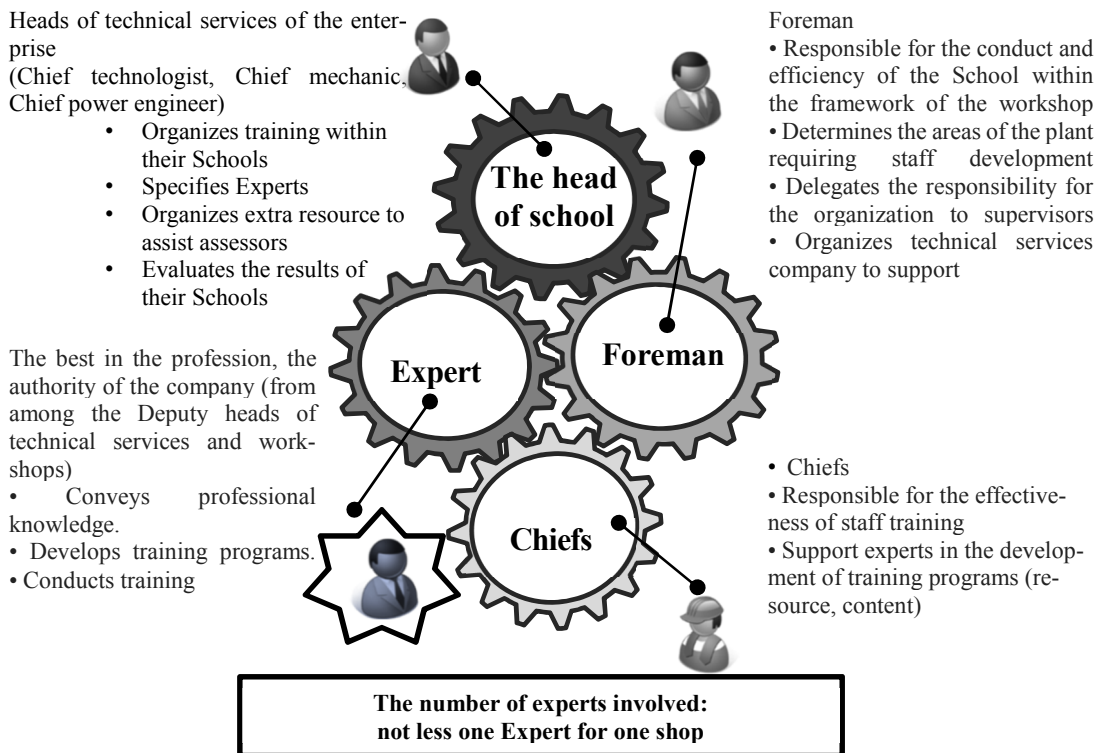 Heads of technical services of the enter-
prise
(Chief technologist, Chief mechanic,
Chief power engineer)
• Organizes training within
their Schools
• Specifies Experts
• Organizes extra resource to
assist assessors
• Evaluates the results of
their Schools
Foreman
• Responsible for the conduct and
efficiency of the School within
the framework of the workshop
• Determines the areas of the plant
requiring staff development
• Delegates the responsibility for
the organization to supervisors
• Organizes technical services
company to support
The head
of school
Expert
Foreman
Chiefs
The best in the profession, the
authority of the company (from
among the Deputy heads of
technical services and work-
shops)
• Conveys professional
knowledge.
• Develops training programs.
• Conducts training
• Chiefs
• Responsible for the effective-
ness of staff training
• Support experts in the develop-
ment of training programs (re-
source, content)
The number of experts involved:
not less one Expert for one shop